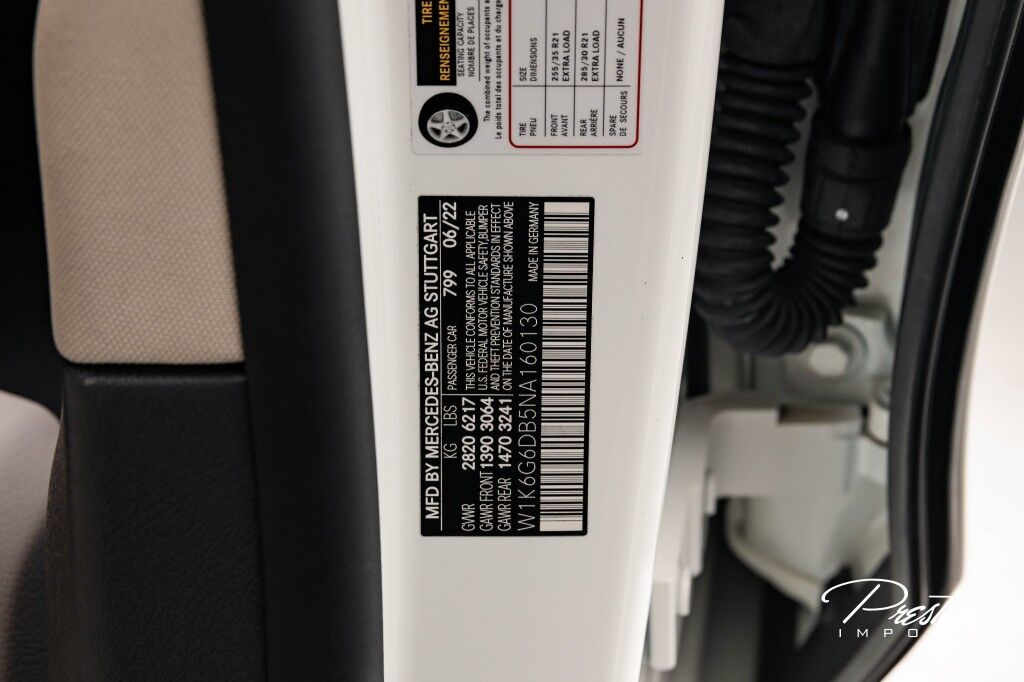 TIRE
RENSEIGNEMENT
SEATING CAPACITY
NOMBRE DE PLACES
The combined weight of occupants a
Le poids total des occupants et du charge
TIRE SIZE
PNEU DIMENSIONS
FRONT 255/35 R21
AVANT EXTRA LOAD
REAR 285/30 R21
ARRIÈRE EXTRA LOAD
SPARE NONE / AUCUN
DE SECOURS
MFD BY MERCEDES-BENZ AG STUTTGART
KG LBS PASSENGER CAR 799 06/22
GVWR 2820 6217
GAWR FRONT 1390 3064
GAWR REAR 1470 3241
THIS VEHICLE CONFORMS TO ALL APPLICABLE
U.S. FEDERAL MOTOR VEHICLE SAFETY,BUMPER
AND THEFT PREVENTION STANDARDS IN EFFECT
ON THE DATE OF MANUFACTURE SHOWN ABOVE
W1K6G6DB5NA160130 MADE IN GERMANY
Prestige
IMPORTS